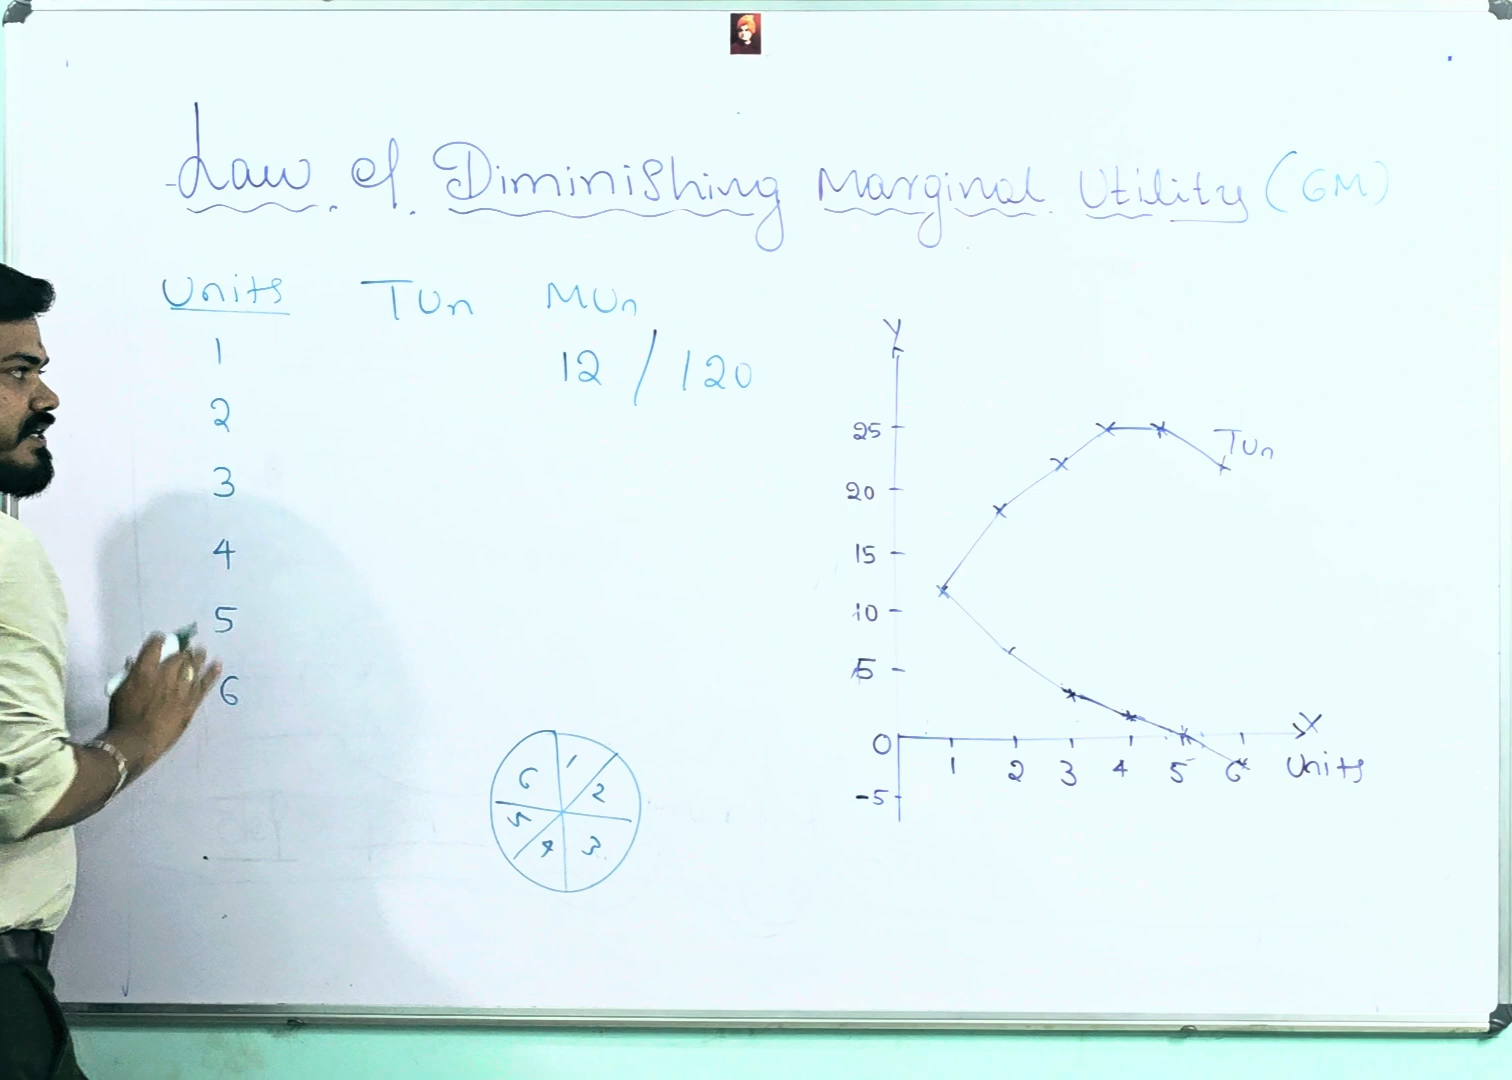 Law of Diminishing Marginal Utility (6M)
Units TUn MUn
1 12 / 120
2
3
4
5
6
6 1 2 5 4 3
Y
25
TUn
20
15
10
5
0 X
1 2 3 4 5 6 Units
-5